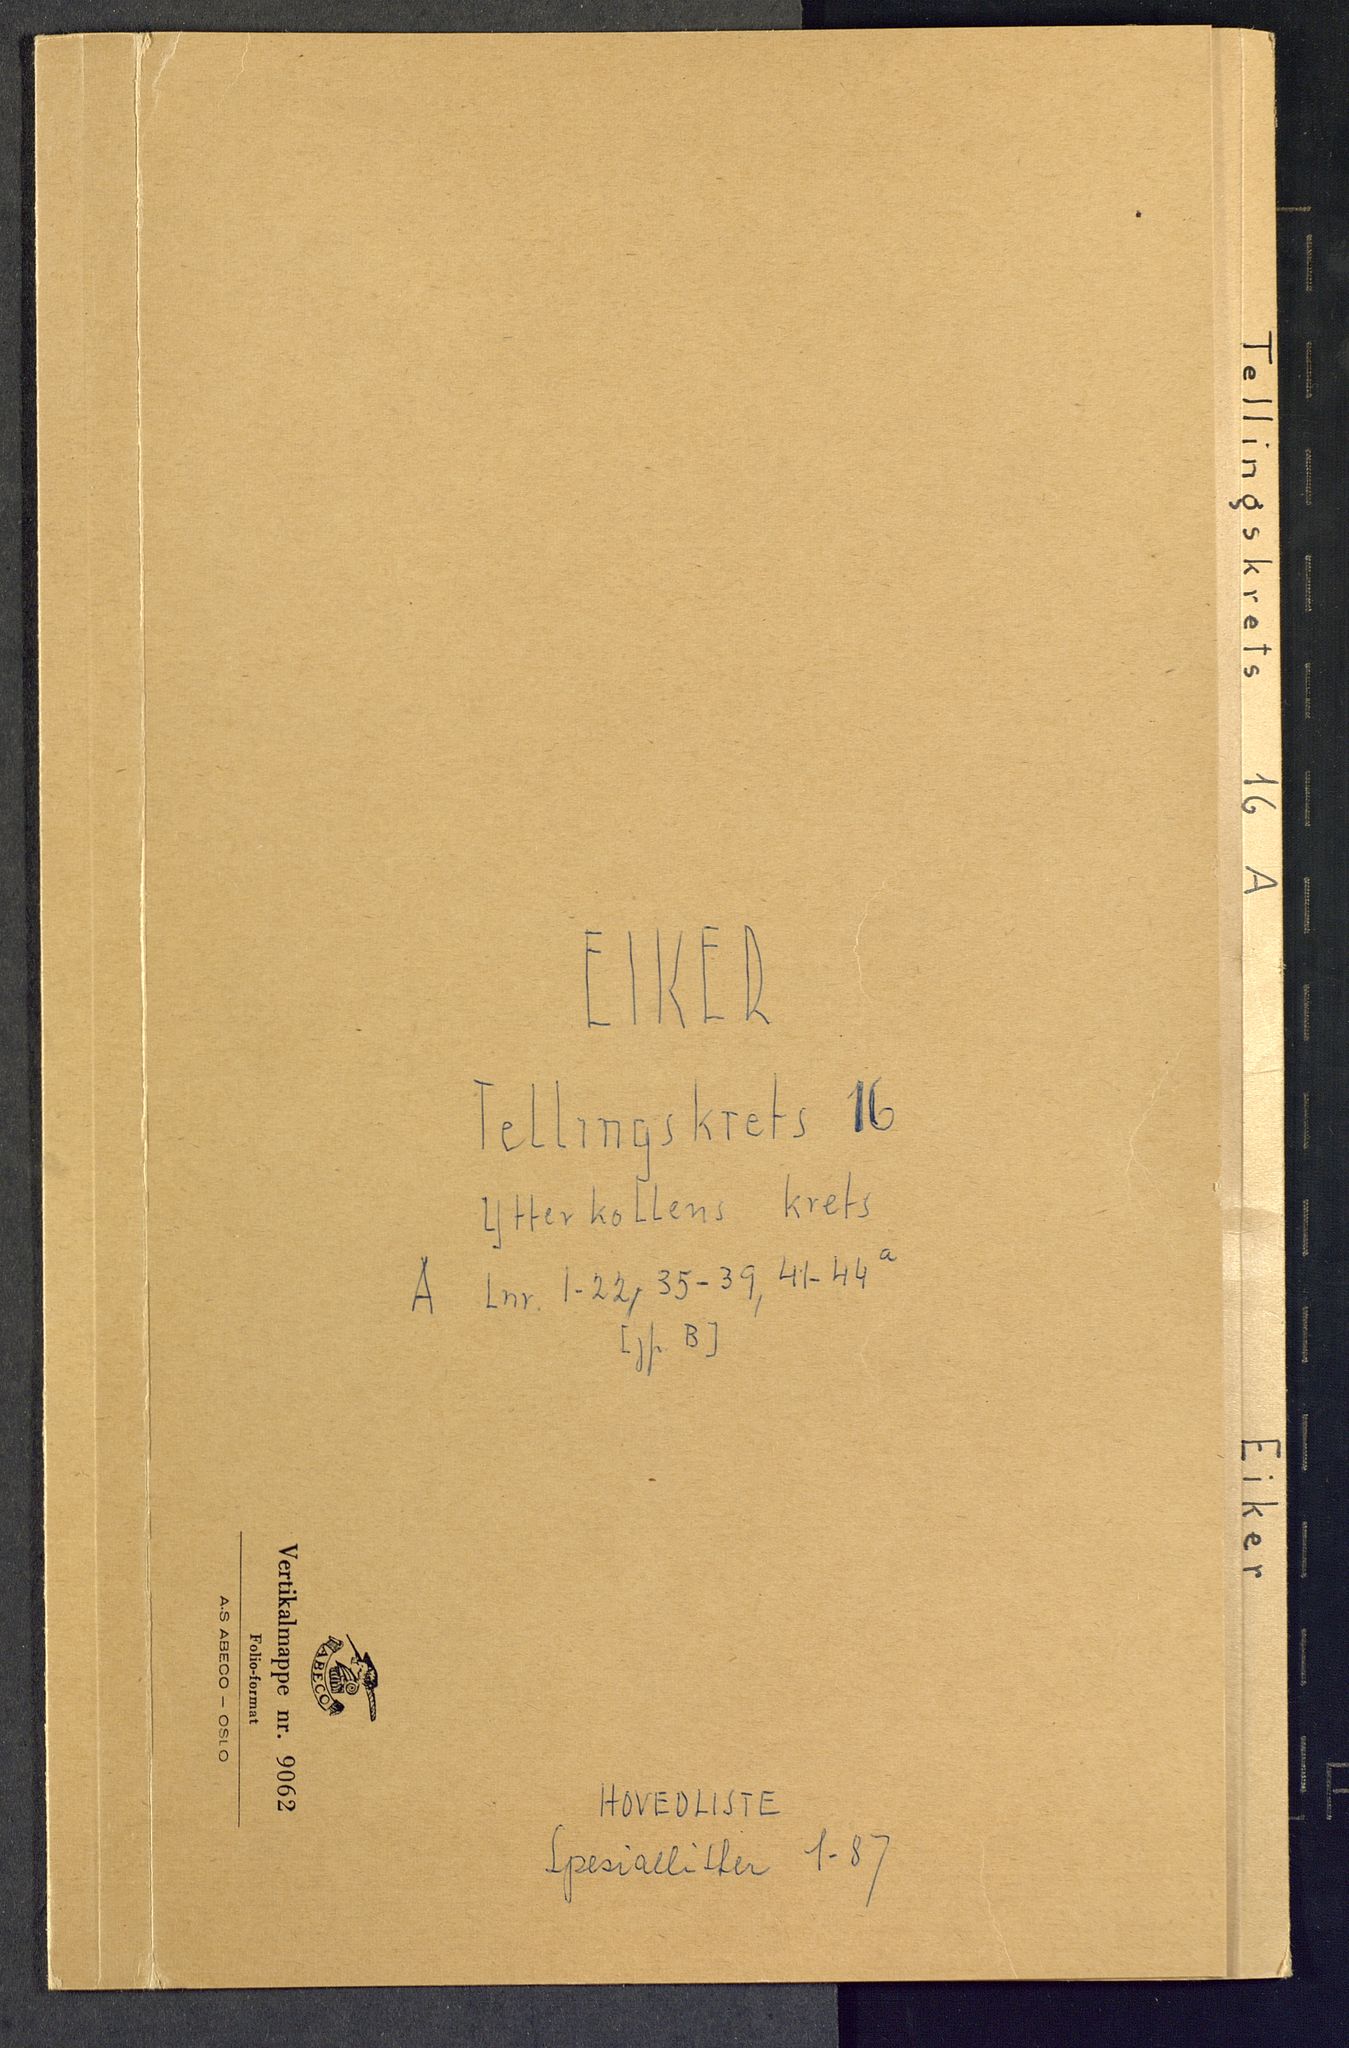 EIKER
Tellingskrets 16
Ytterkollens krets
A Lnr. 1-22, 35-39, 41-44a
[jf. B]
HOVEDLISTE
Spesiallister 1-87
Tellingskrets 16 A Eiker
ABECO
Vertikalmappe nr. 9062
Folio-format
A.S ABECO – OSLO